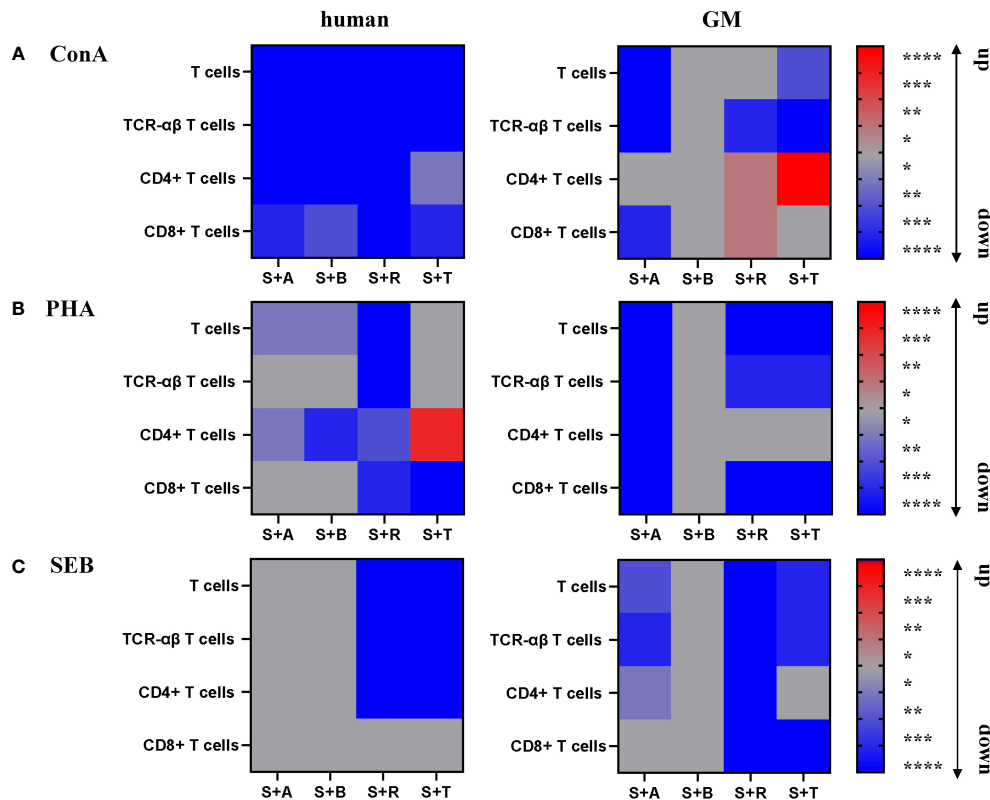 human GM
A ConA
T cells
TCR-αβ T cells
CD4+ T cells
CD8+ T cells
S+A S+B S+R S+T
T cells
TCR-αβ T cells
CD4+ T cells
CD8+ T cells
S+A S+B S+R S+T
****
***
**
*
*
**
***
****
up
down
B PHA
T cells
TCR-αβ T cells
CD4+ T cells
CD8+ T cells
S+A S+B S+R S+T
T cells
TCR-αβ T cells
CD4+ T cells
CD8+ T cells
S+A S+B S+R S+T
****
***
**
*
*
**
***
****
up
down
C SEB
T cells
TCR-αβ T cells
CD4+ T cells
CD8+ T cells
S+A S+B S+R S+T
T cells
TCR-αβ T cells
CD4+ T cells
CD8+ T cells
S+A S+B S+R S+T
****
***
**
*
*
**
***
****
up
down